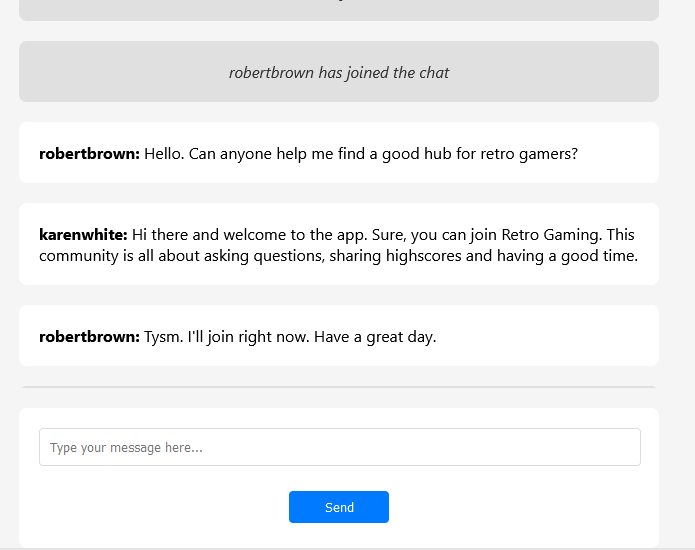 robertbrown has joined the chat
robertbrown: Hello. Can anyone help me find a good hub for retro gamers?
karenwhite: Hi there and welcome to the app. Sure, you can join Retro Gaming. This
community is all about asking questions, sharing highscores and having a good time.
robertbrown: Tysm. I'll join right now. Have a great day.
Type your message here...
Send